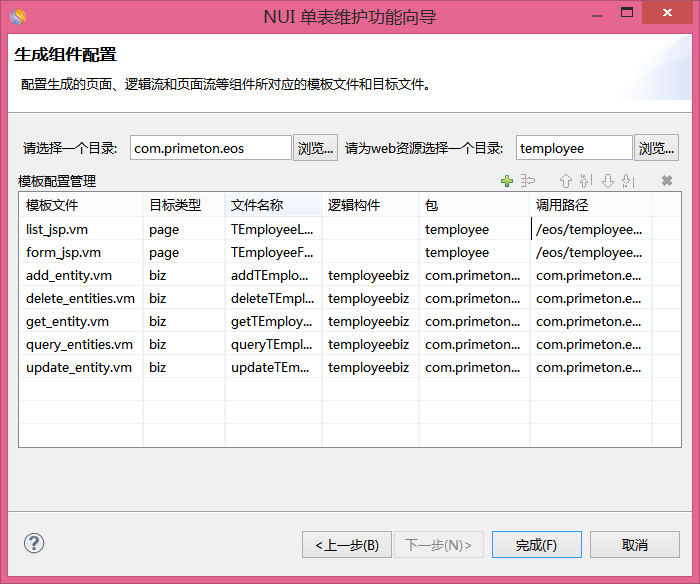 NUI 单表维护功能向导
生成组件配置
配置生成的页面、逻辑流和页面流等组件所对应的模板文件和目标文件。
请选择一个目录: com.primeton.eos 浏览... 请为web资源选择一个目录: temployee 浏览...
模板配置管理
模板文件 目标类型 文件名称 逻辑构件 包 调用路径
list_jsp.vm page TEmployeeL... temployee /eos/temployee...
form_jsp.vm page TEmployeeF... temployee /eos/temployee...
add_entity.vm biz addTEmplo... temployeebiz com.primeton... com.primeton.e...
delete_entities.vm biz deleteTEmpl... temployeebiz com.primeton... com.primeton.e...
get_entity.vm biz getTEmploy... temployeebiz com.primeton... com.primeton.e...
query_entities.vm biz queryTEmpl... temployeebiz com.primeton... com.primeton.e...
update_entity.vm biz updateTEm... temployeebiz com.primeton... com.primeton.e...
<上一步(B) 下一步(N)> 完成(F) 取消